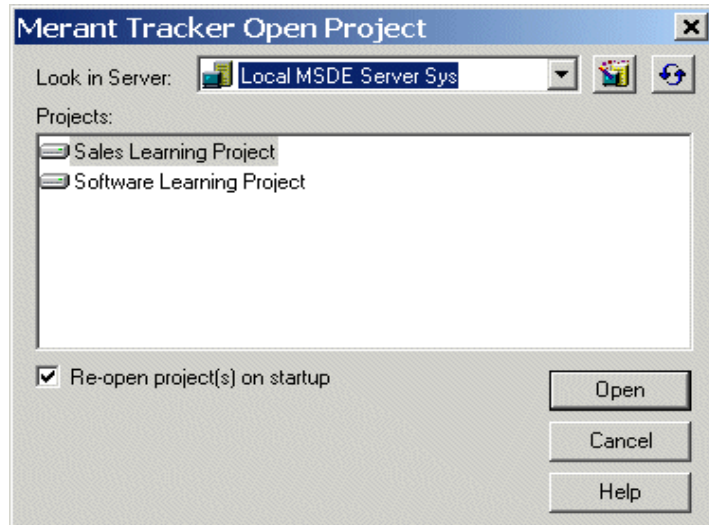 Merant Tracker Open Project
Look in Server: Local MSDE Server Sys
Projects:
Sales Learning Project
Software Learning Project
Re-open project(s) on startup
Open
Cancel
Help